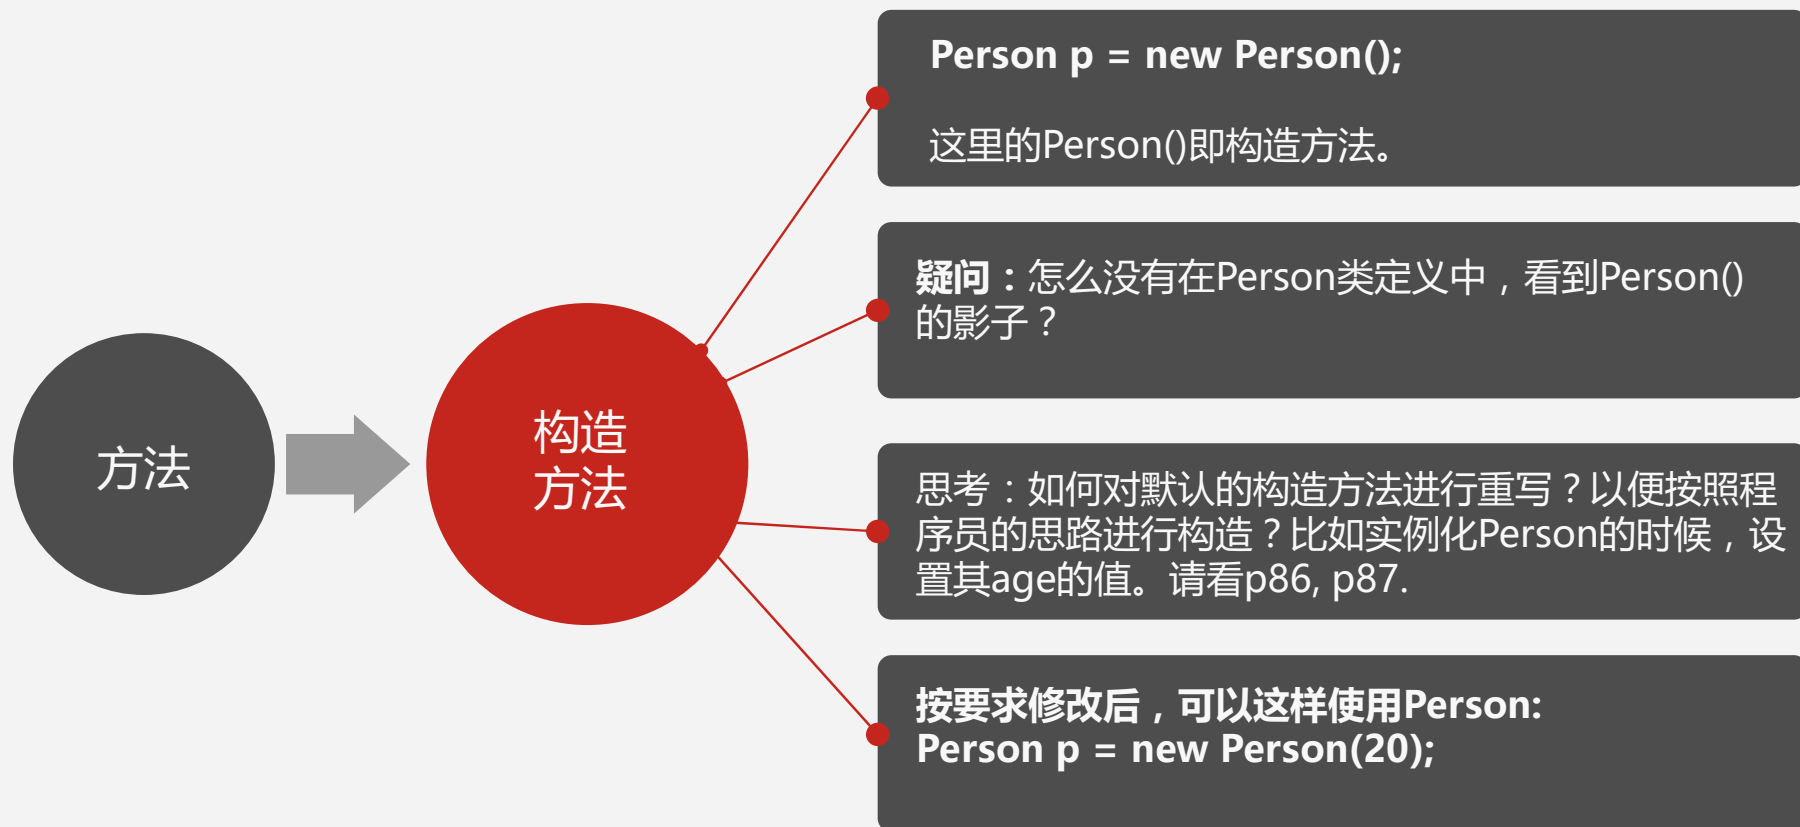 方法
构造
方法
Person p = new Person();
这里的Person()即构造方法。
疑问：怎么没有在Person类定义中，看到Person()
的影子？
思考：如何对默认的构造方法进行重写？以便按照程
序员的思路进行构造？比如实例化Person的时候，设
置其age的值。请看p86, p87.
按要求修改后，可以这样使用Person:
Person p = new Person(20);